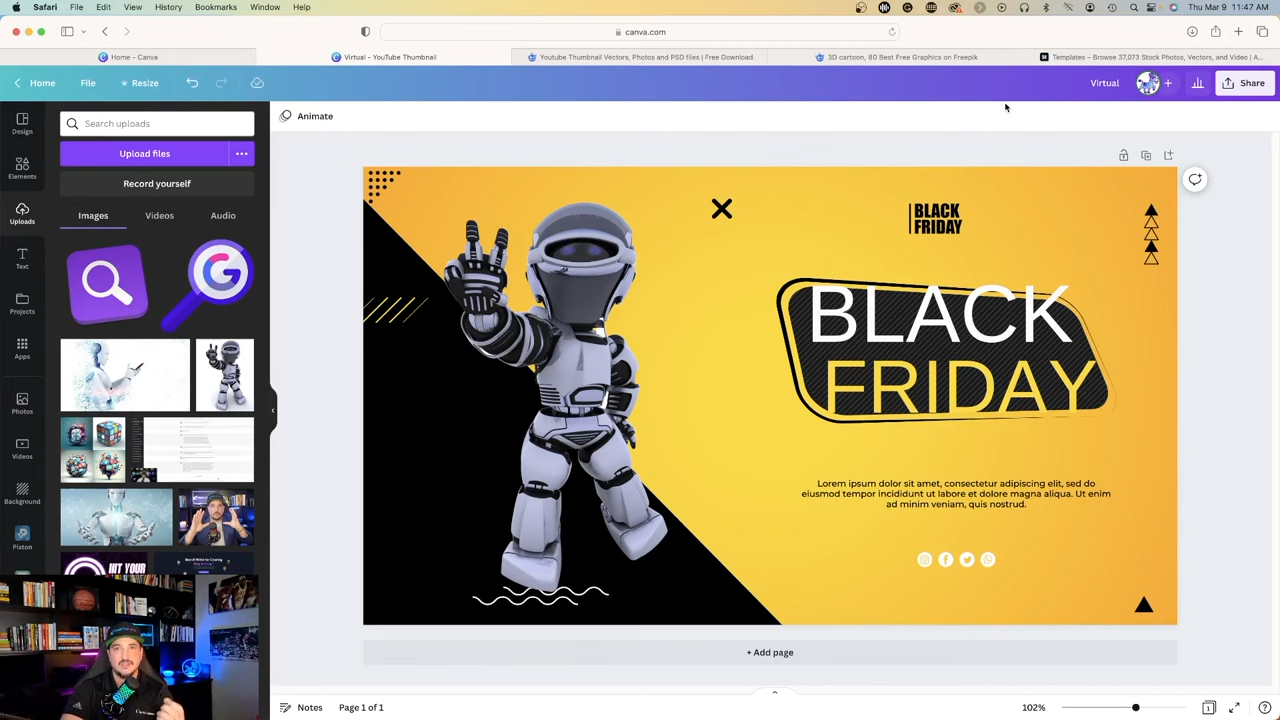 Safari File Edit View History Bookmarks Window Help
Thu Mar 9 11:47 AM
canva.com
Home - Canva
Virtual - YouTube Thumbnail
Youtube Thumbnail Vectors, Photos and PSD files | Free Download
3D cartoon, 80 Best Free Graphics on Freepik
Templates – Browse 37,073 Stock Photos, Vectors, and Video | A...
Home File Resize
Virtual
Share
Design
Elements
Uploads
Text
Projects
Apps
Photos
Videos
Background
Pixton
Search uploads
Upload files
Record yourself
Images Videos Audio
HIT YOUR
Animate
BLACK
FRIDAY
BLACK
FRIDAY
Lorem ipsum dolor sit amet, consectetur adipiscing elit, sed do
eiusmod tempor incididunt ut labore et dolore magna aliqua. Ut enim
ad minim veniam, quis nostrud.
+ Add page
Notes Page 1 of 1
102%
1